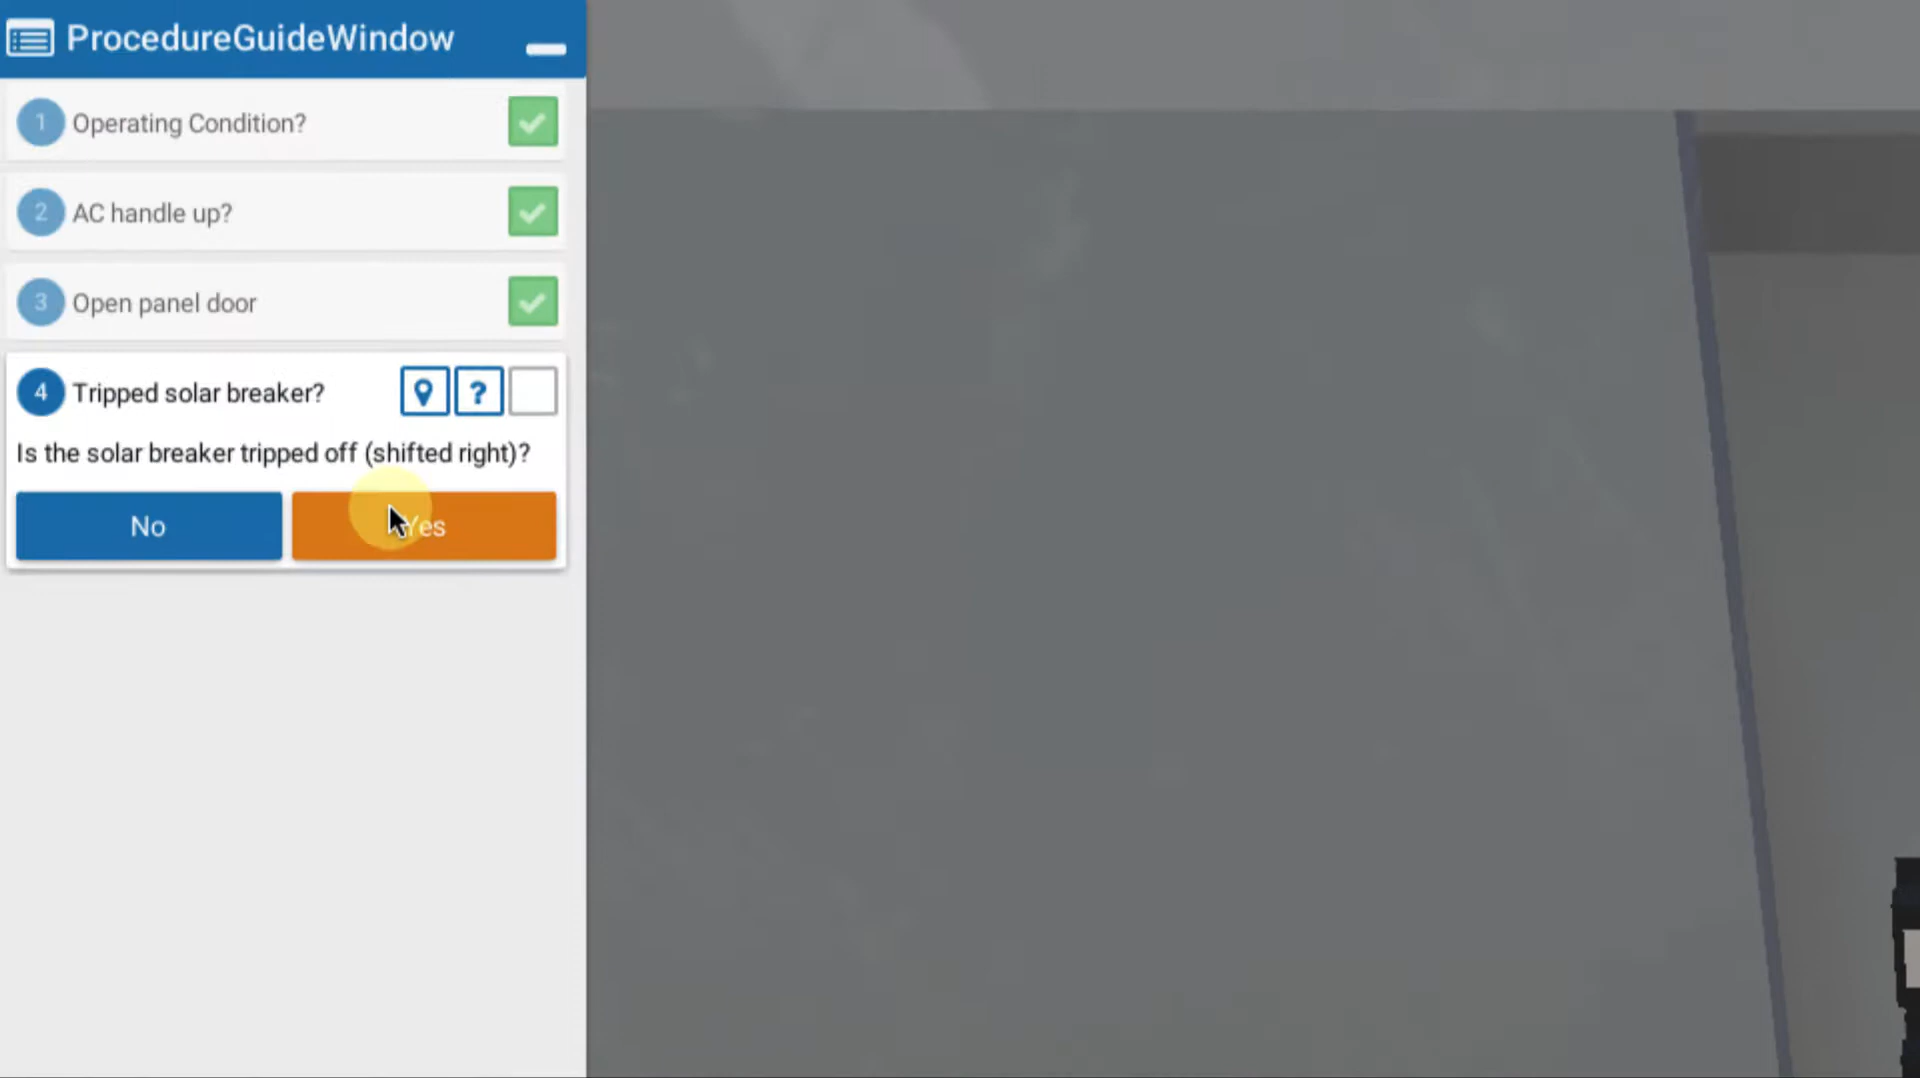 ProcedureGuideWindow
1 Operating Condition?
2 AC handle up?
3 Open panel door
4 Tripped solar breaker? ?
Is the solar breaker tripped off (shifted right)?
No Yes